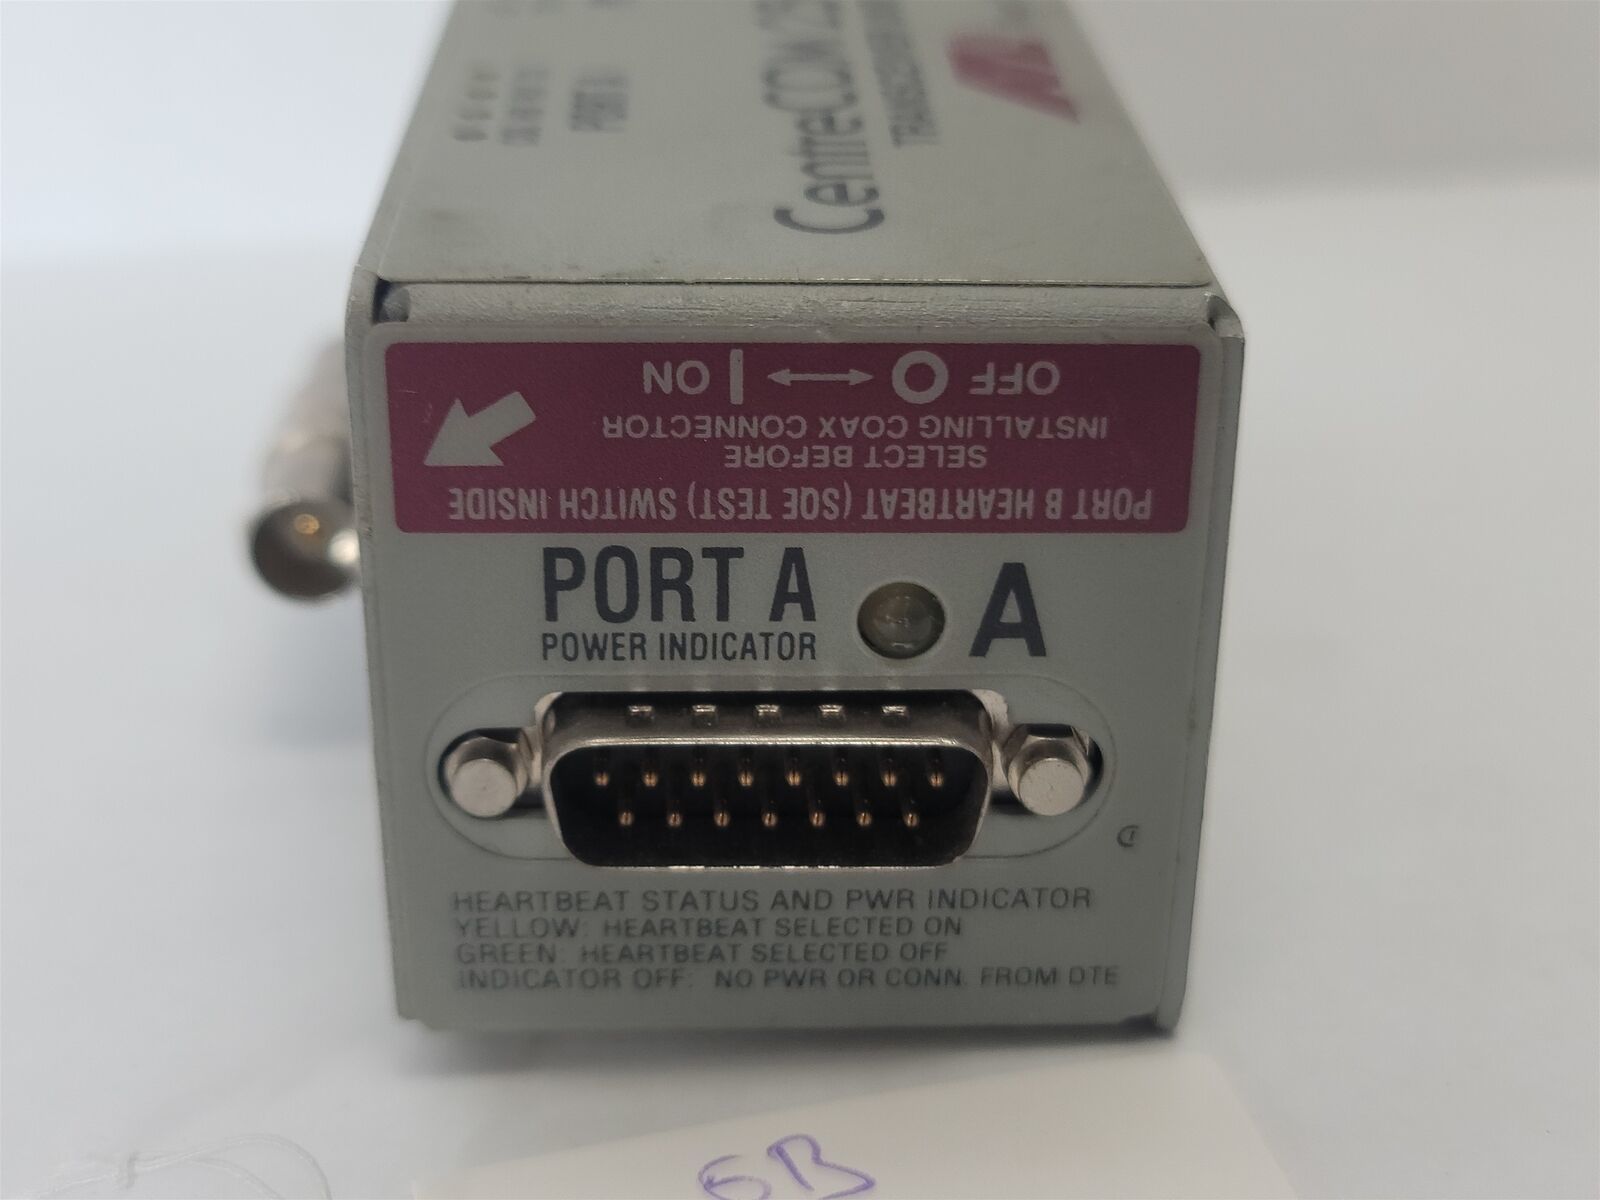 CentreCOM
PORT
OFF O ↔ | ON
INSTALLING COAX CONNECTOR
SELECT BEFORE
PORT B HEARTBEAT (SQE TEST) SWITCH INSIDE
PORT A A
POWER INDICATOR
HEARTBEAT STATUS AND PWR INDICATOR
YELLOW: HEARTBEAT SELECTED ON
GREEN: HEARTBEAT SELECTED OFF
INDICATOR OFF: NO PWR OR CONN. FROM DTE